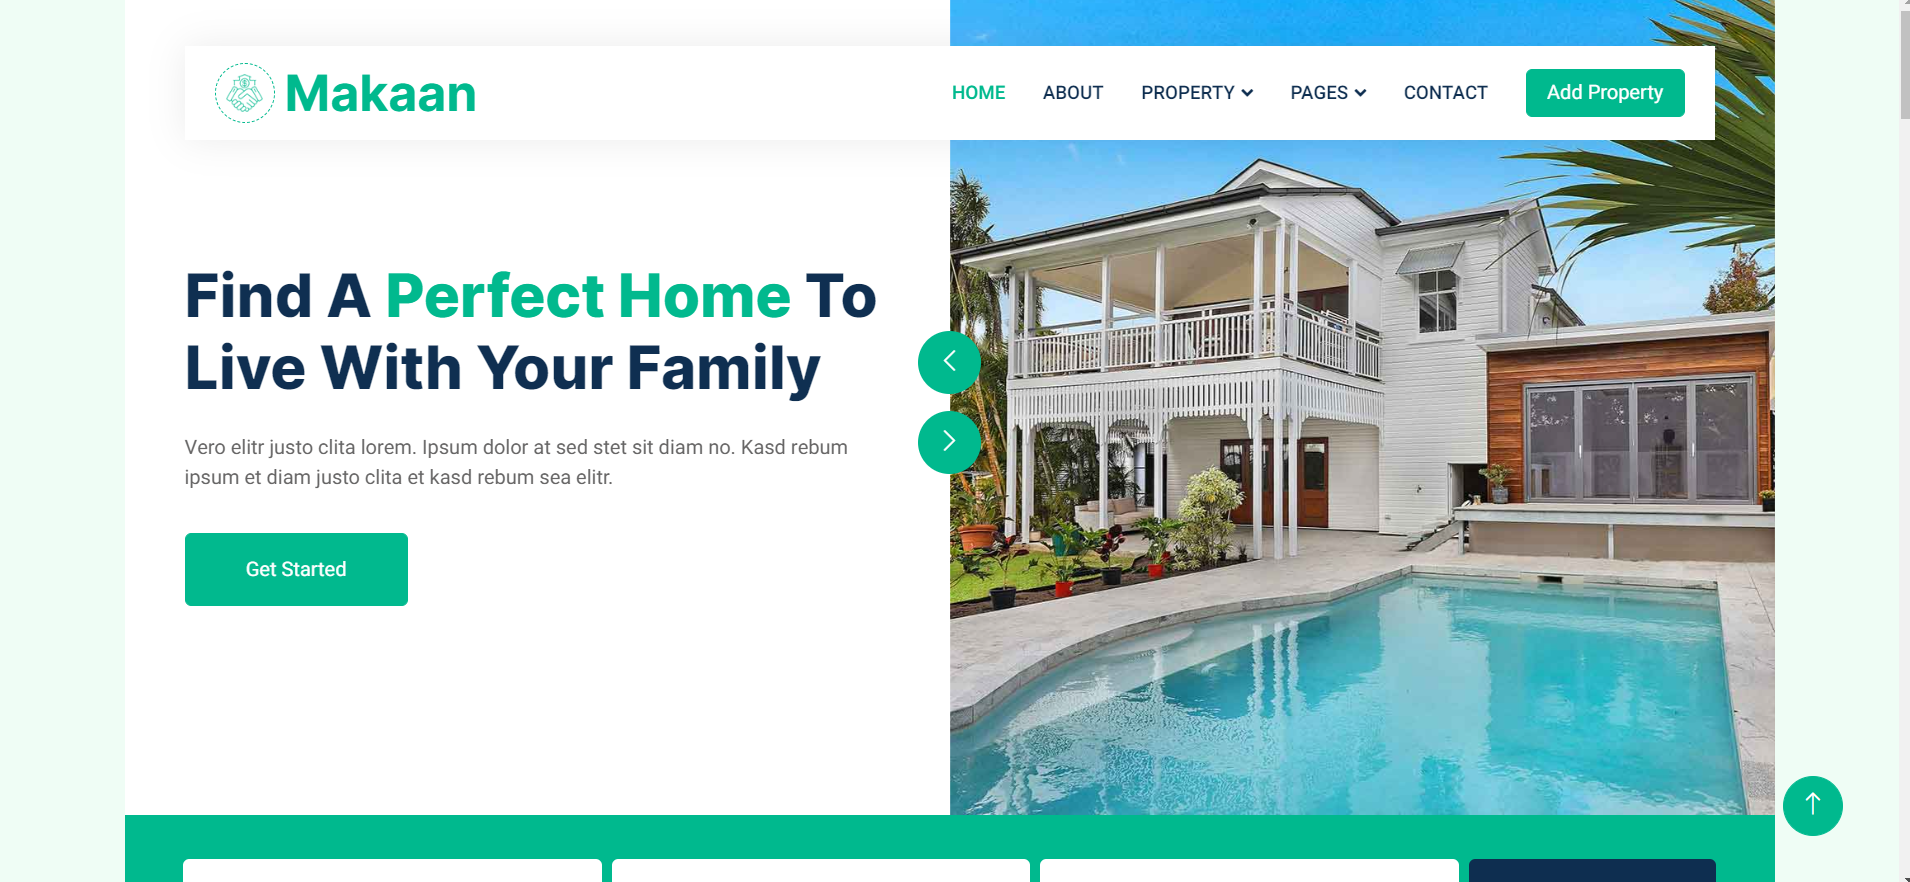 Makaan
HOME ABOUT PROPERTY PAGES CONTACT Add Property
Find A Perfect Home To
Live With Your Family
Vero elitr justo clita lorem. Ipsum dolor at sed stet sit diam no. Kasd rebum
ipsum et diam justo clita et kasd rebum sea elitr.
Get Started